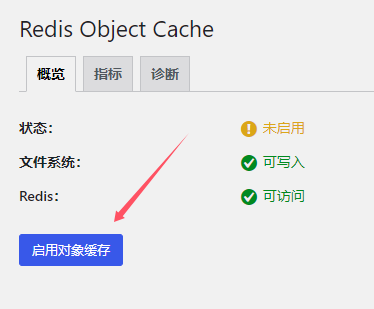 Redis Object Cache
概览 指标 诊断
状态： 未启用
文件系统： 可写入
Redis： 可访问
启用对象缓存